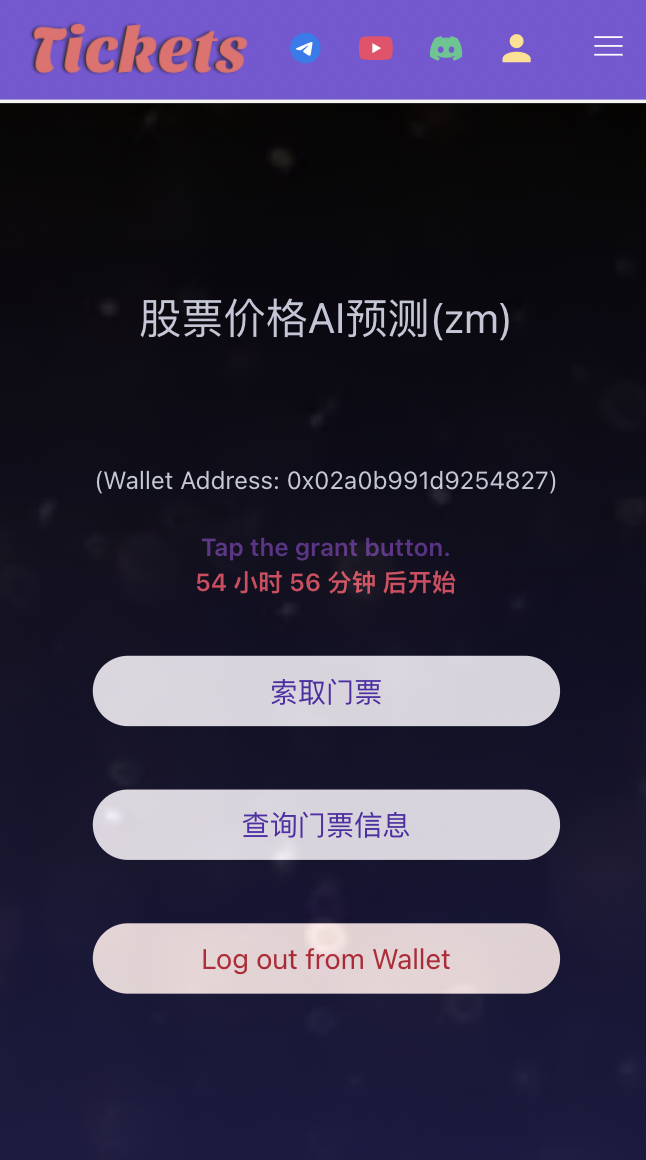 Tickets
股票价格AI预测(zm)
(Wallet Address: 0x02a0b991d9254827)
Tap the grant button.
54 小时 56 分钟 后开始
索取门票
查询门票信息
Log out from Wallet